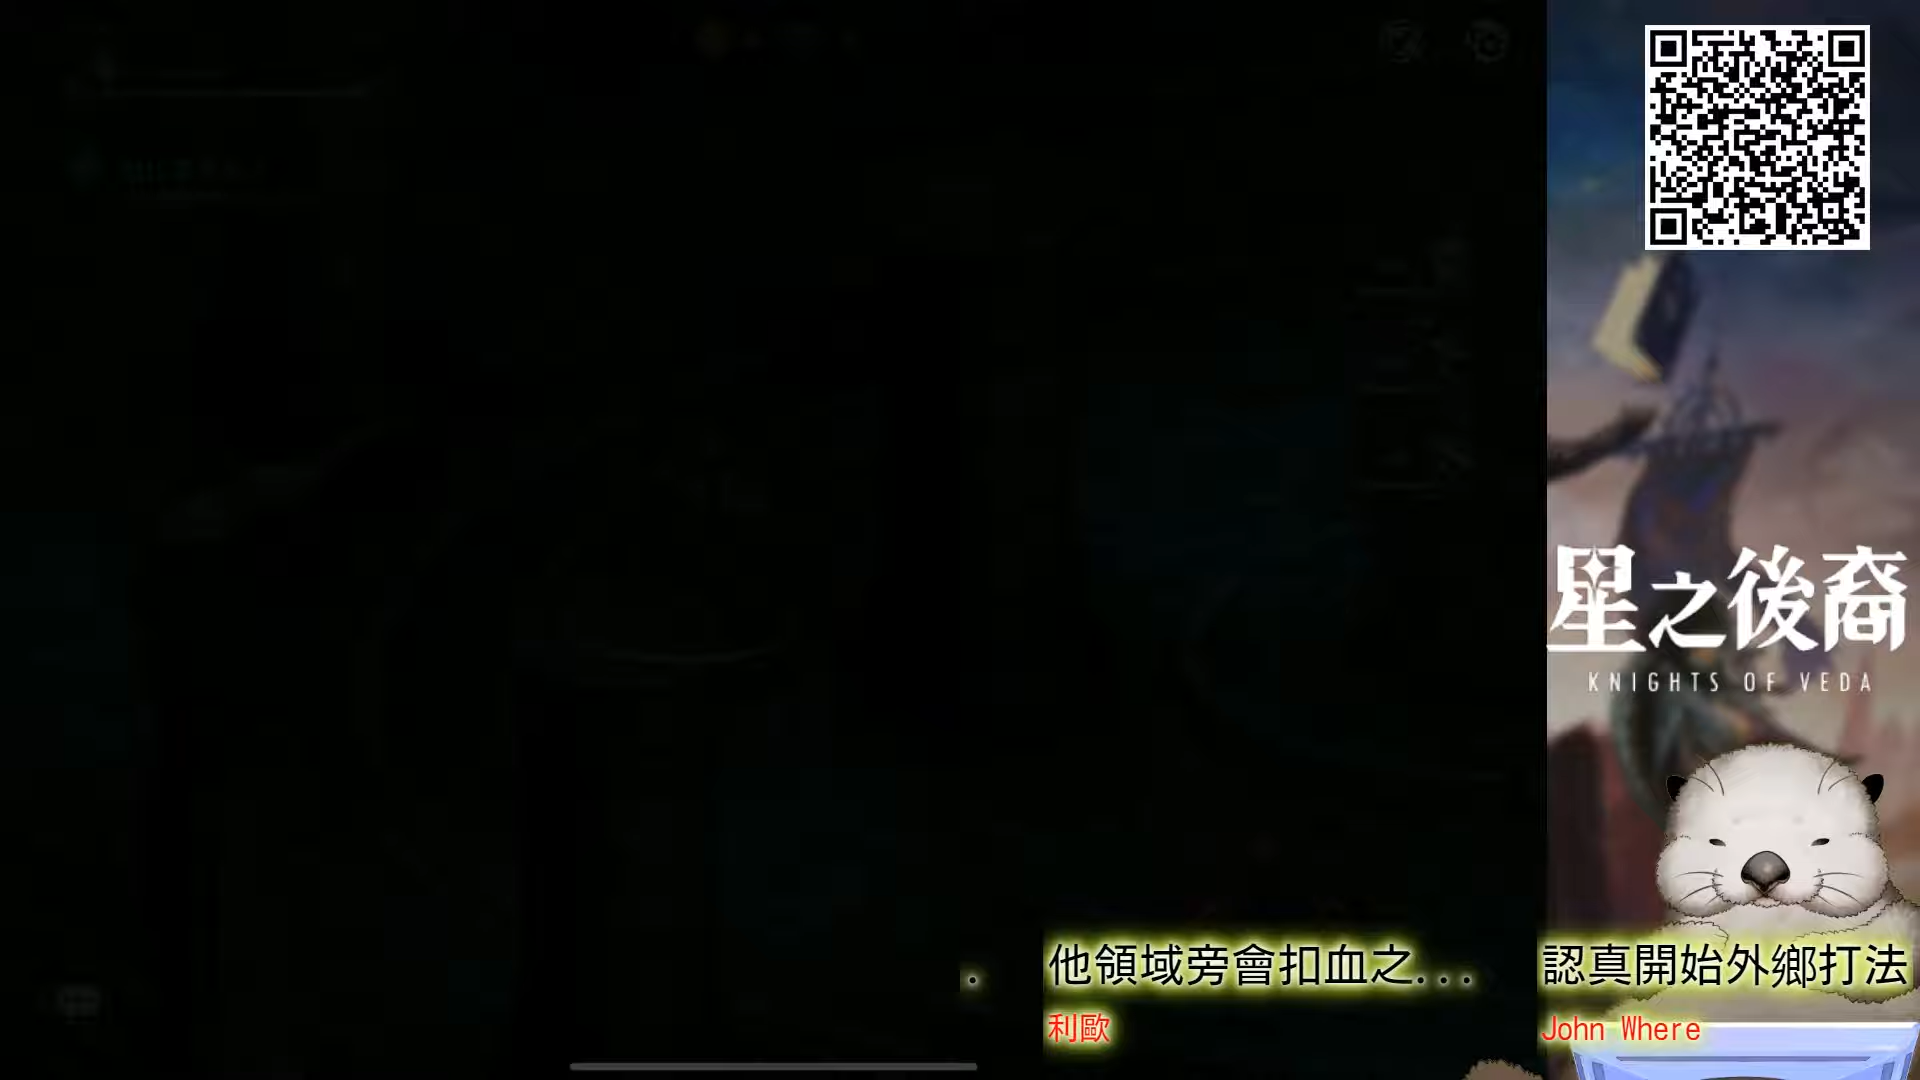 星之後裔
KNIGHTS OF VEDA
.
他領域旁會扣血之...
認真開始外鄉打法
利歐
John Where